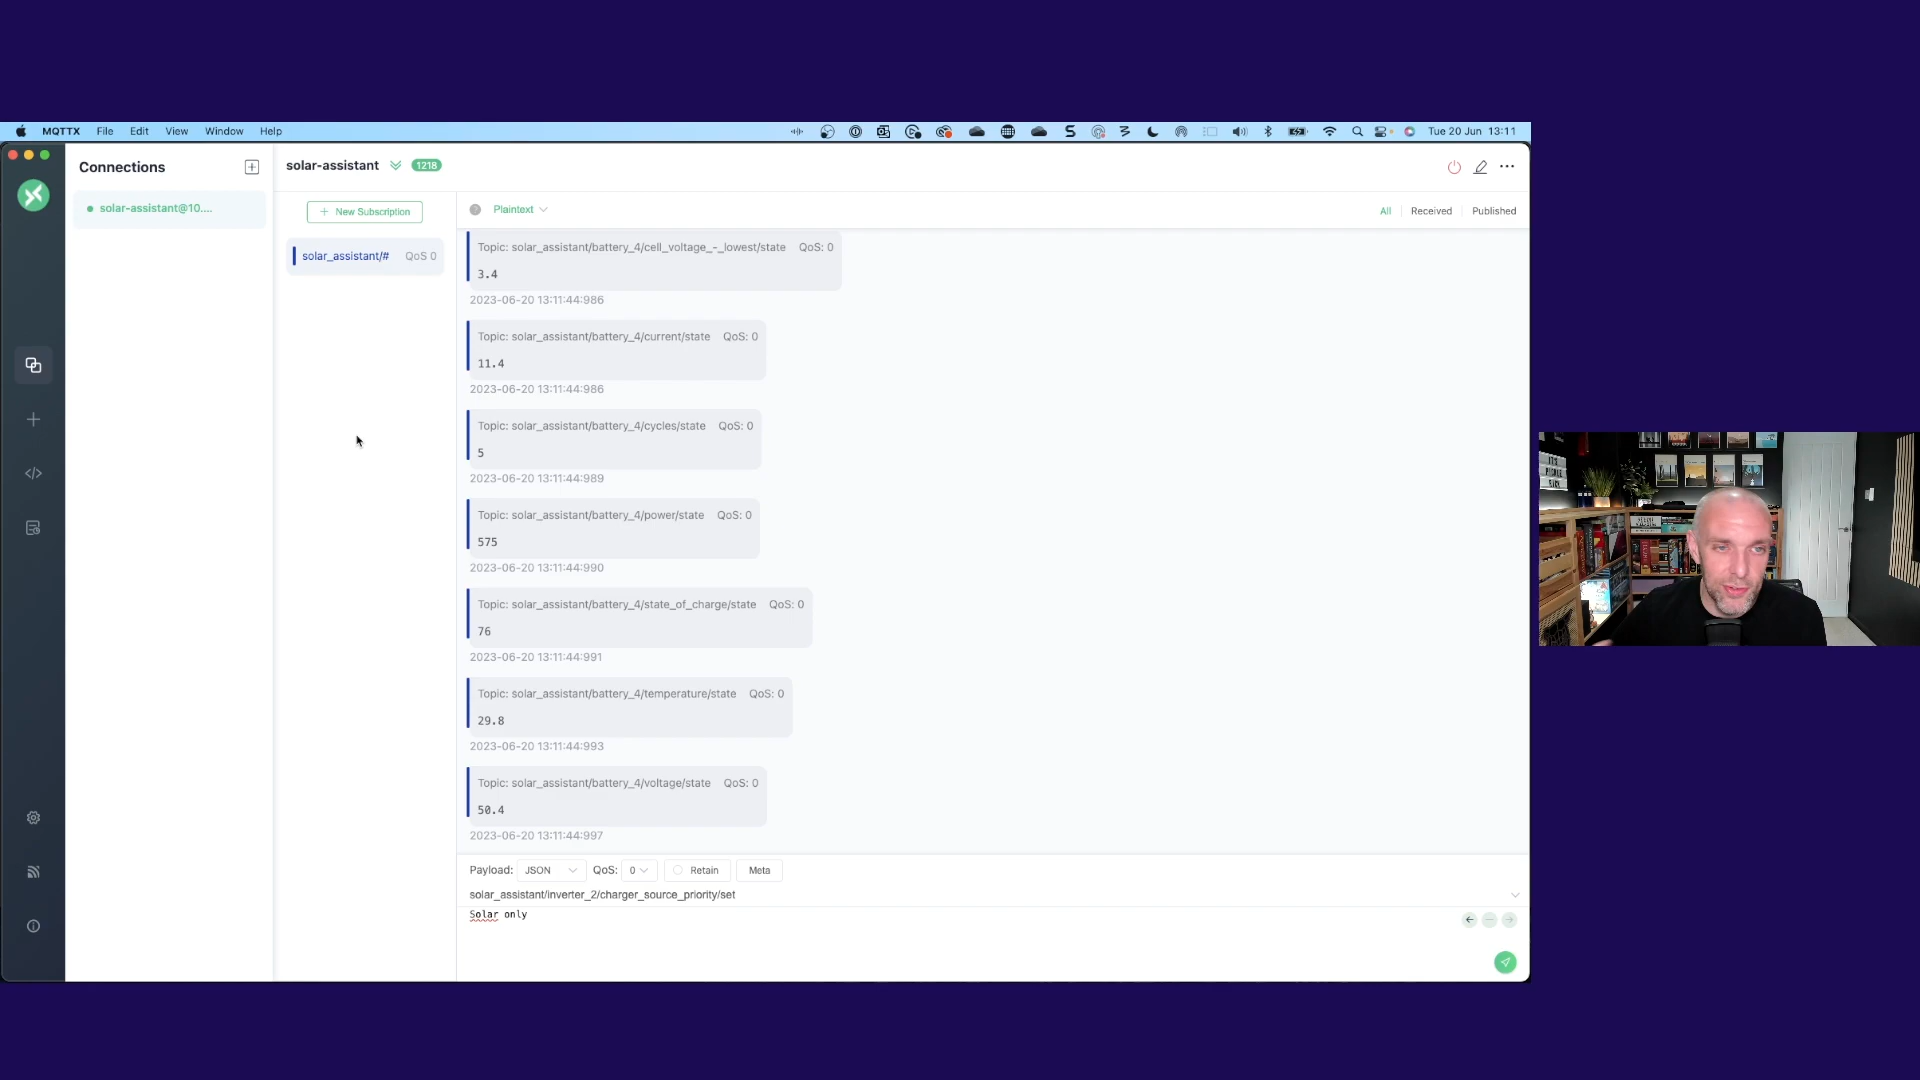 MQTTX File Edit View Window Help Tue 20 Jun 13:11
Connections
solar-assistant@10....
solar-assistant 1218
+ New Subscription
solar_assistant/# QoS 0
Plaintext
All Received Published
Topic: solar_assistant/battery_4/cell_voltage_-_lowest/state QoS: 0
3.4
2023-06-20 13:11:44:986
Topic: solar_assistant/battery_4/current/state QoS: 0
11.4
2023-06-20 13:11:44:986
Topic: solar_assistant/battery_4/cycles/state QoS: 0
5
2023-06-20 13:11:44:989
Topic: solar_assistant/battery_4/power/state QoS: 0
575
2023-06-20 13:11:44:990
Topic: solar_assistant/battery_4/state_of_charge/state QoS: 0
76
2023-06-20 13:11:44:991
Topic: solar_assistant/battery_4/temperature/state QoS: 0
29.8
2023-06-20 13:11:44:993
Topic: solar_assistant/battery_4/voltage/state QoS: 0
50.4
2023-06-20 13:11:44:997
Payload: JSON QoS: 0 Retain Meta
solar_assistant/inverter_2/charger_source_priority/set
Solar only